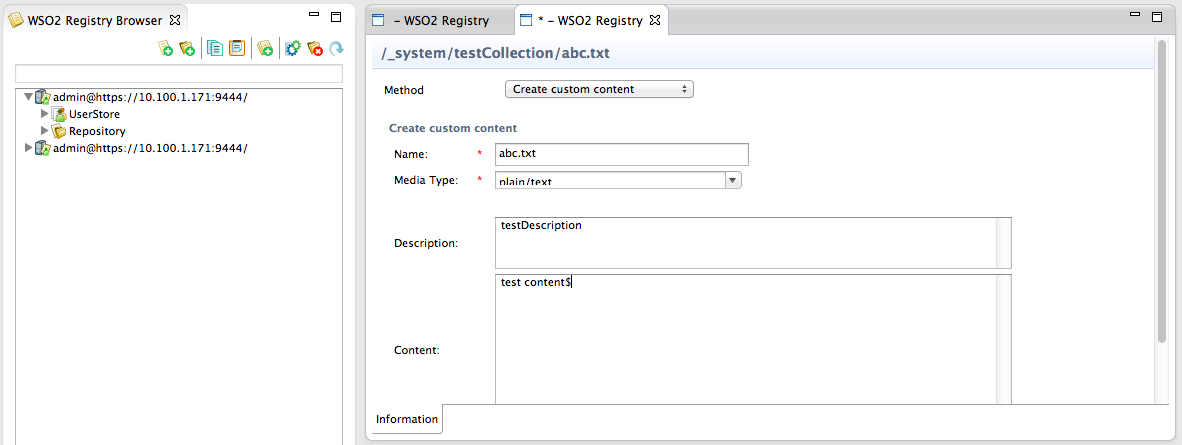 WSO2 Registry Browser
admin@https://10.100.1.171:9444/
UserStore
Repository
admin@https://10.100.1.171:9444/
- WSO2 Registry
* - WSO2 Registry
/_system/testCollection/abc.txt
Method
Create custom content
Create custom content
Name: * abc.txt
Media Type: * plain/text
Description:
testDescription
test content$
Content:
Information